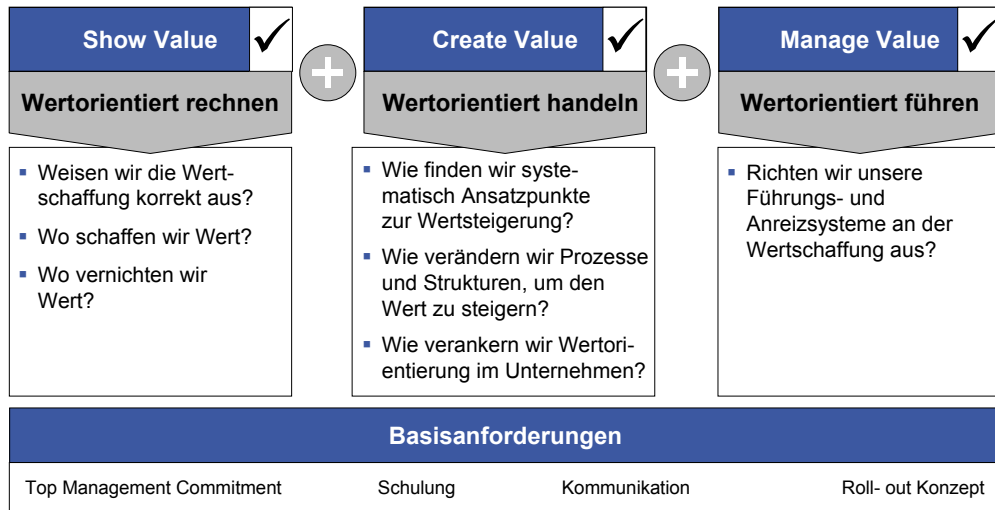 Show Value
Wertorientiert rechnen
▪ Weisen wir die Wert-
schaffung korrekt aus?
▪ Wo schaffen wir Wert?
▪ Wo vernichten wir
Wert?
Create Value
Wertorientiert handeln
▪ Wie finden wir syste-
matisch Ansatzpunkte
zur Wertsteigerung?
▪ Wie verändern wir Prozesse
und Strukturen, um den
Wert zu steigern?
▪ Wie verankern wir Wertori-
entierung im Unternehmen?
Manage Value
Wertorientiert führen
▪ Richten wir unsere
Führungs- und
Anreizsysteme an der
Wertschaffung aus?
Basisanforderungen
Top Management Commitment Schulung Kommunikation Roll- out Konzept